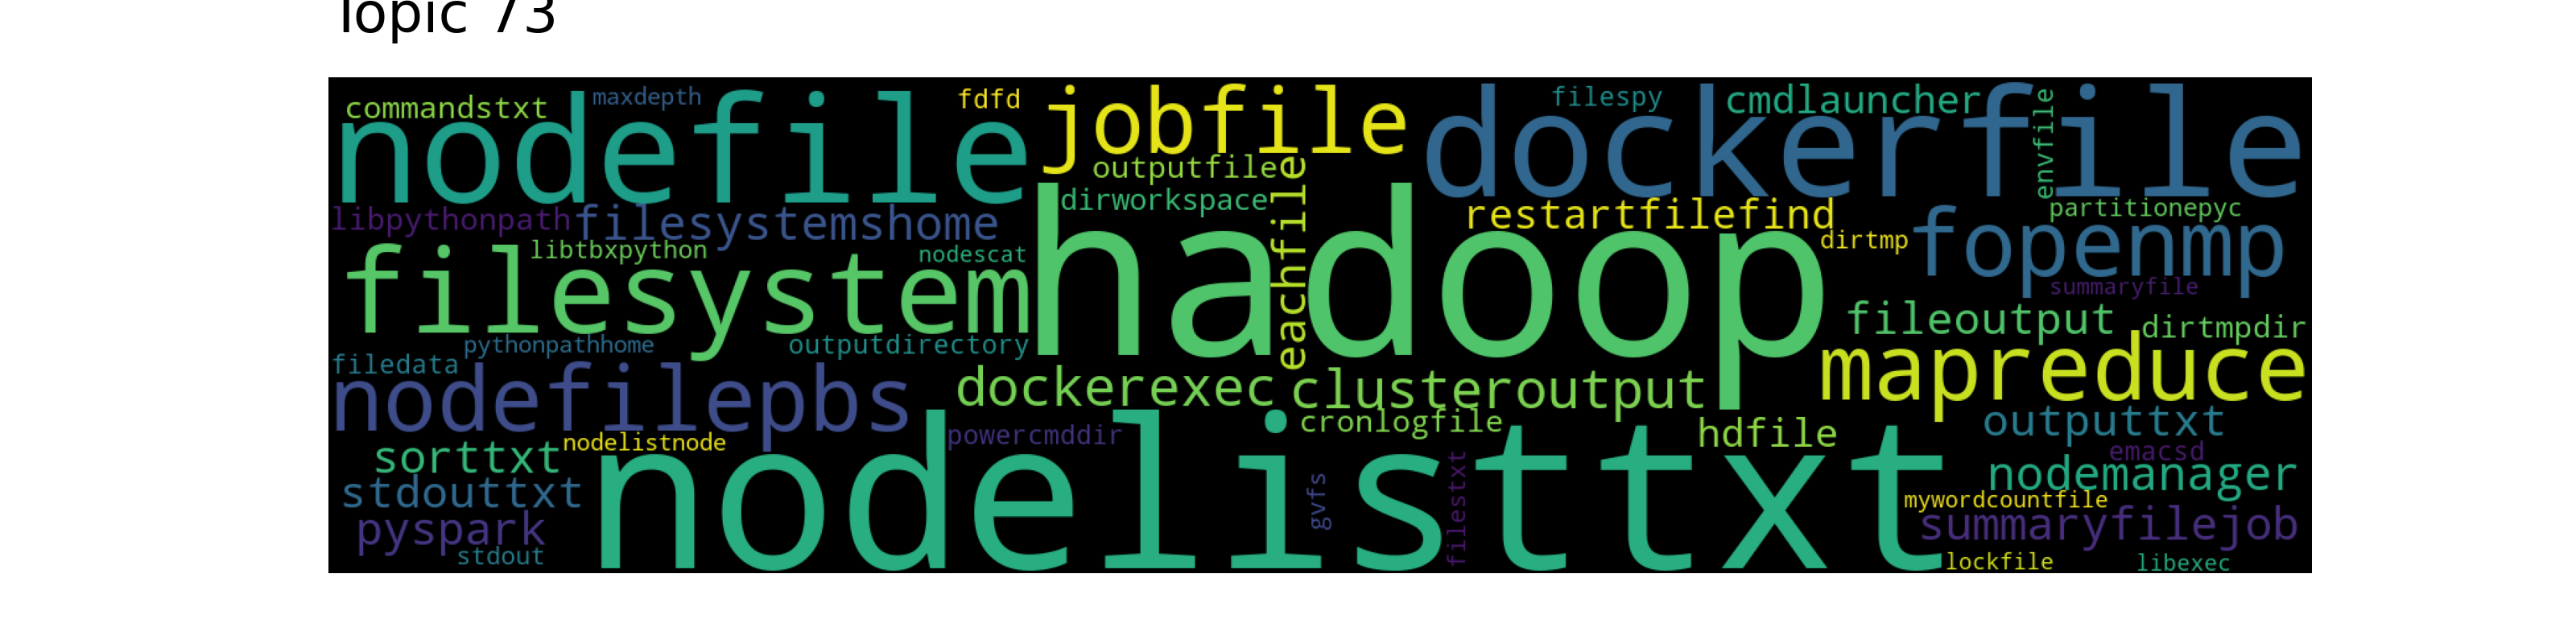 Topic 73
commandstxt maxdepth fdfd jobfile filespy cmdlauncher
nodefile dockerfile envfile
outputfile
libpythonpath filesystemshome dirworkspace eachfile restartfilefind partitionepyc
libtbxpython nodescat dirtmp fopenmp
filesystem hadoop summaryfile
pythonpathhome outputdirectory fileoutput dirtmpdir
filedata mapreduce
nodefilepbs dockerexec clusteroutput
cronlogfile outputtxt
sorttxt nodelistnode powercmddir hdfile emacsd
stdouttxt nodelisttxt gvfs filestxt nodemanager
mywordcountfile
pyspark summaryfilejob
stdout lockfile libexec